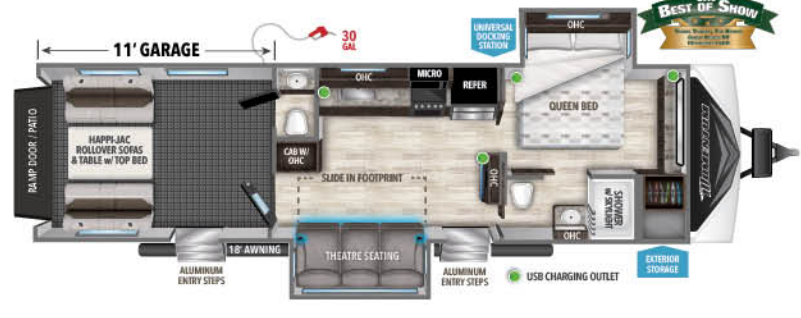 BEST OF SHOW
11' GARAGE
30
GAL
UNIVERSAL
DOCKING
STATION
OHC
OHC
MICRO
REFER
QUEEN BED
RAMP DOOR / PATIO
HAPPI-JAC
ROLLOVER SOFAS
& TABLE w/ TOP BED
CAB W/
OHC
SLIDE IN FOOTPRINT
OHC
SHOWER
w/ SKYLIGHT
MOMENTUM
THEATRE SEATING
OHC
18' AWNING
ALUMINUM
ENTRY STEPS
ALUMINUM
ENTRY STEPS
USB CHARGING OUTLET
EXTERIOR
STORAGE